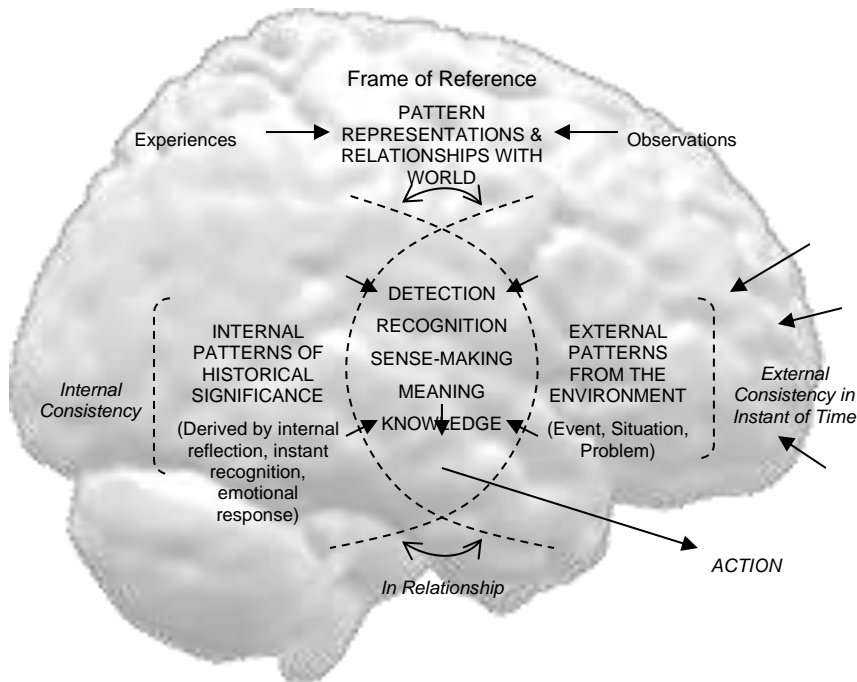 Frame of Reference
PATTERN
REPRESENTATIONS &
RELATIONSHIPS WITH
WORLD
Experiences
Observations
DETECTION
RECOGNITION
SENSE-MAKING
MEANING
KNOWLEDGE
INTERNAL
PATTERNS OF
HISTORICAL
SIGNIFICANCE
(Derived by internal
reflection, instant
recognition,
emotional
response)
Internal
Consistency
EXTERNAL
PATTERNS
FROM THE
ENVIRONMENT
(Event, Situation,
Problem)
External
Consistency in
Instant of Time
In Relationship
ACTION